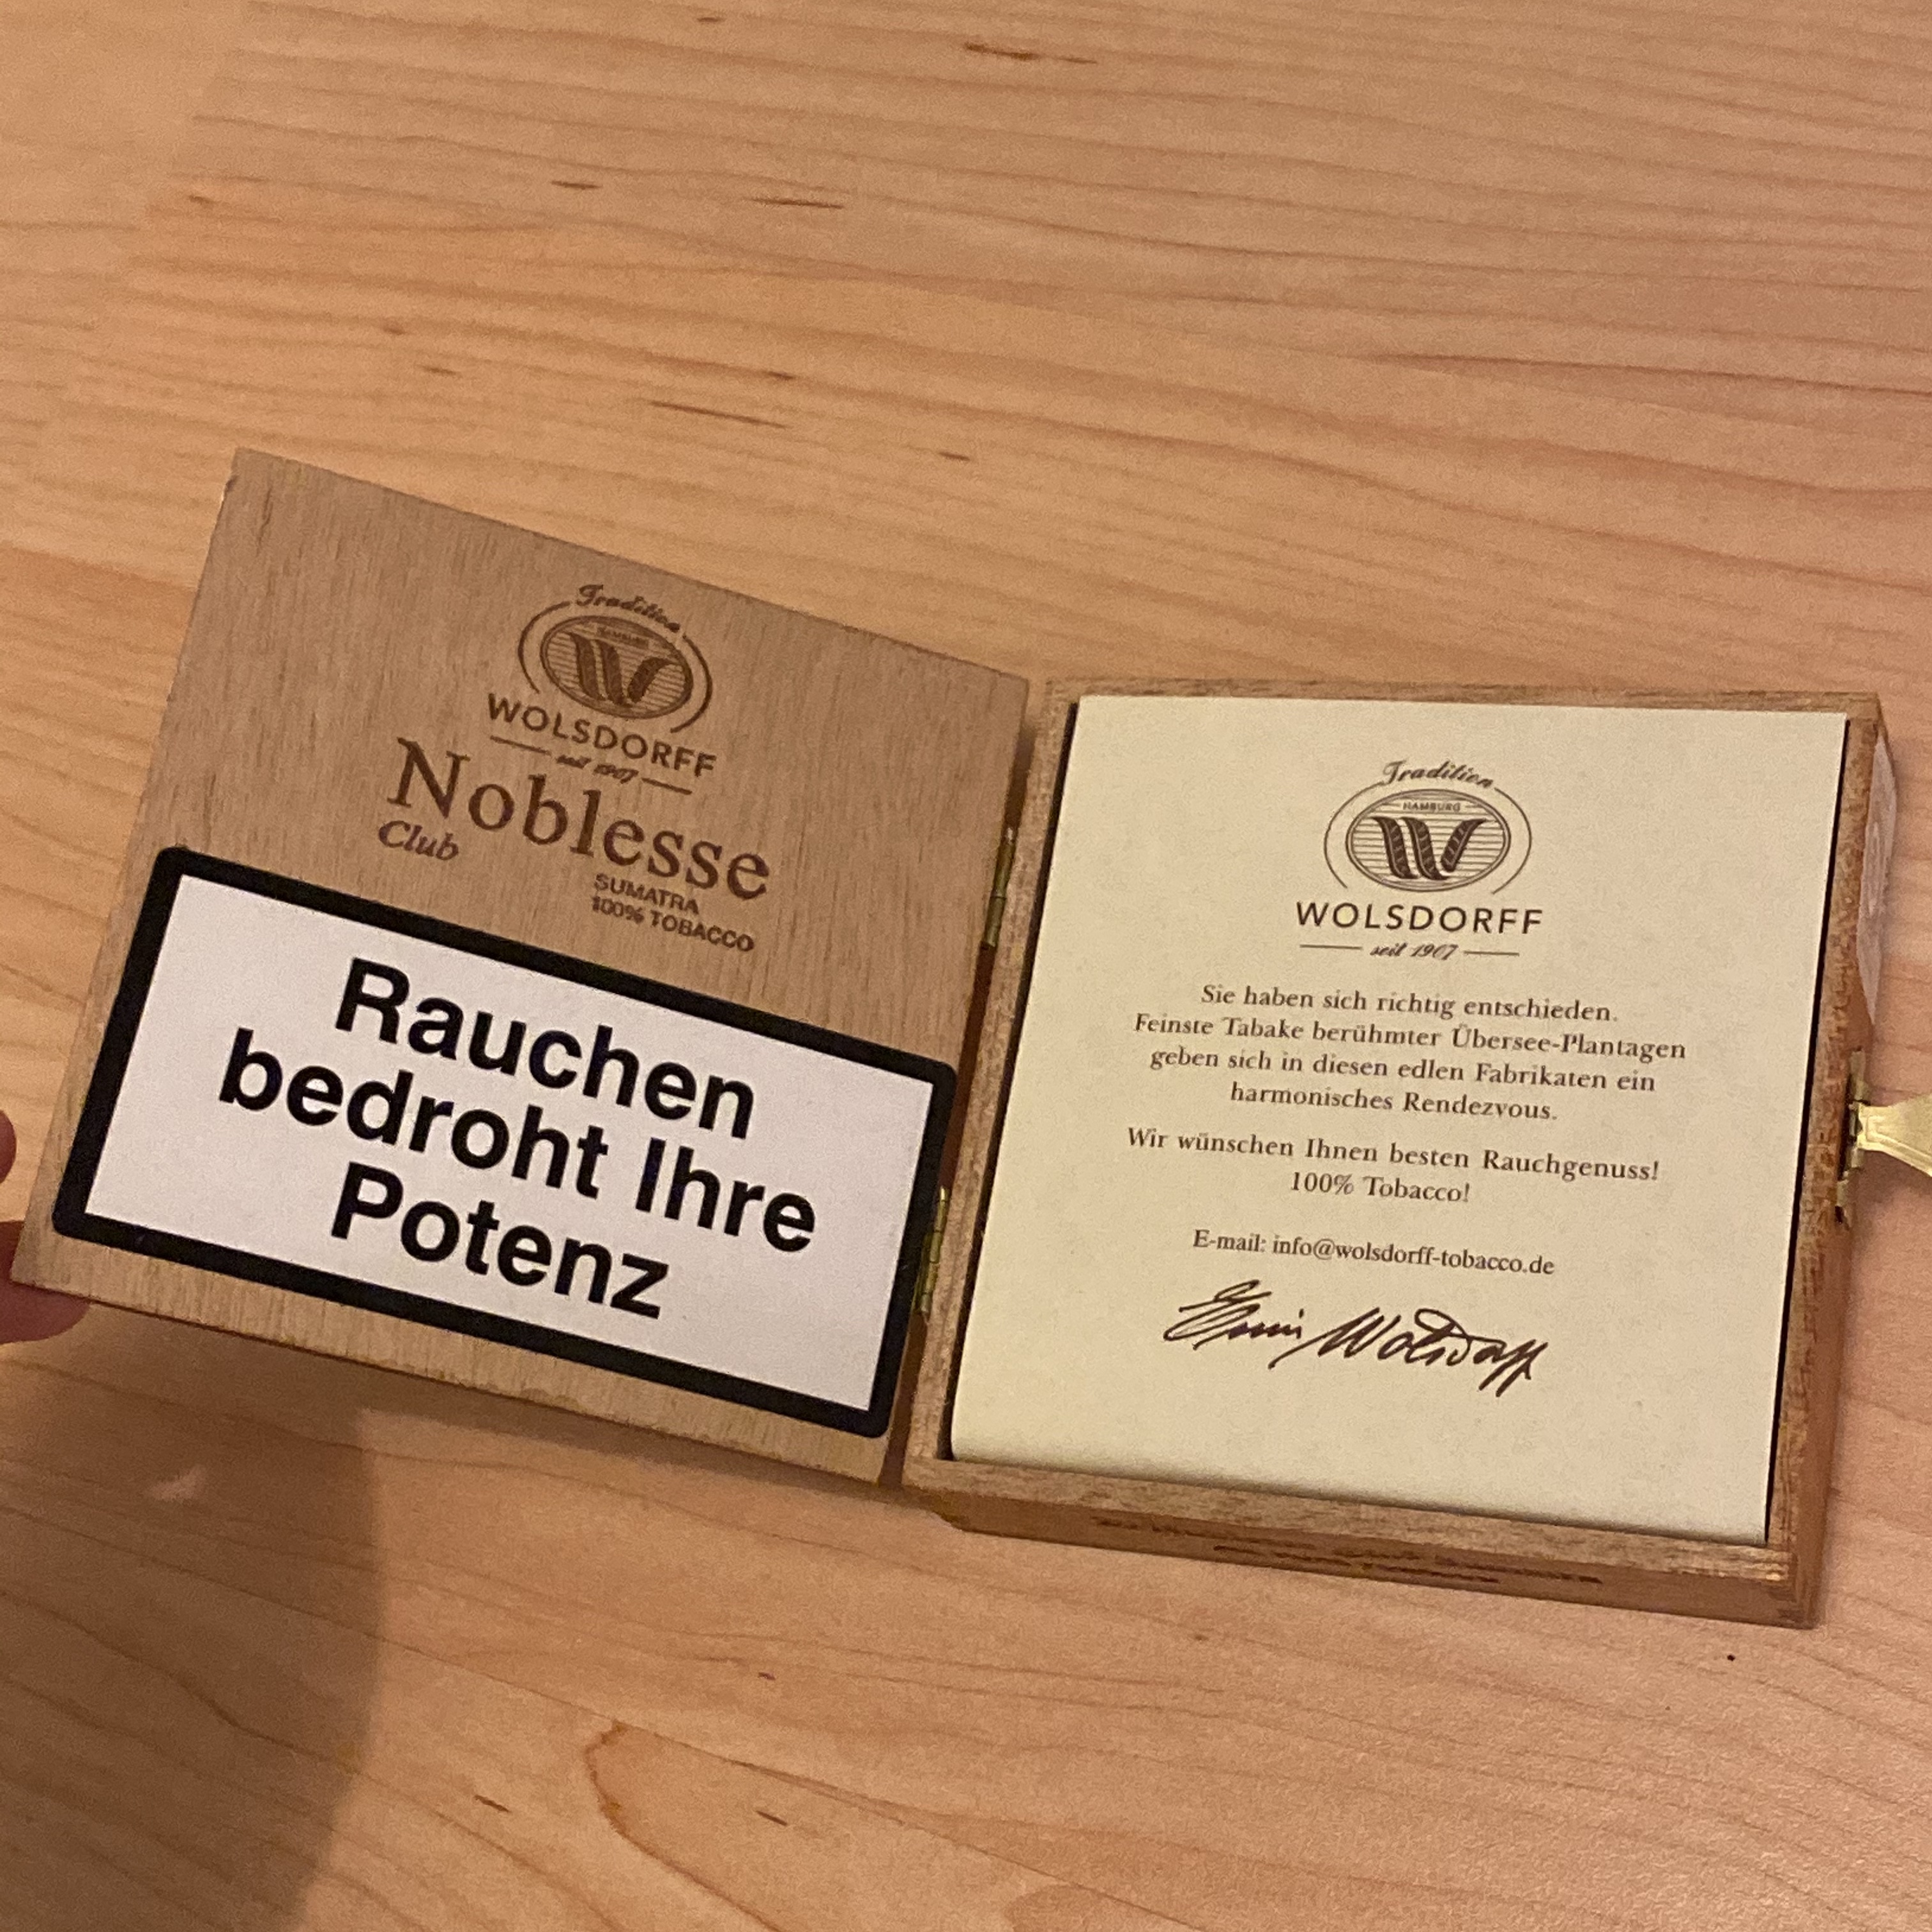 Tradition
HAMBURG
WOLSDORFF
seit 1907
Noblesse
Club
SUMATRA
100% TOBACCO
Rauchen
bedroht Ihre
Potenz
Tradition
HAMBURG
WOLSDORFF
seit 1907
Sie haben sich richtig entschieden.
Feinste Tabake berühmter Übersee-Plantagen
geben sich in diesen edlen Fabrikaten ein
harmonisches Rendezvous.
Wir wünschen Ihnen besten Rauchgenuss!
100% Tobacco!
E-mail: info@wolsdorff-tobacco.de
Wolsdorff